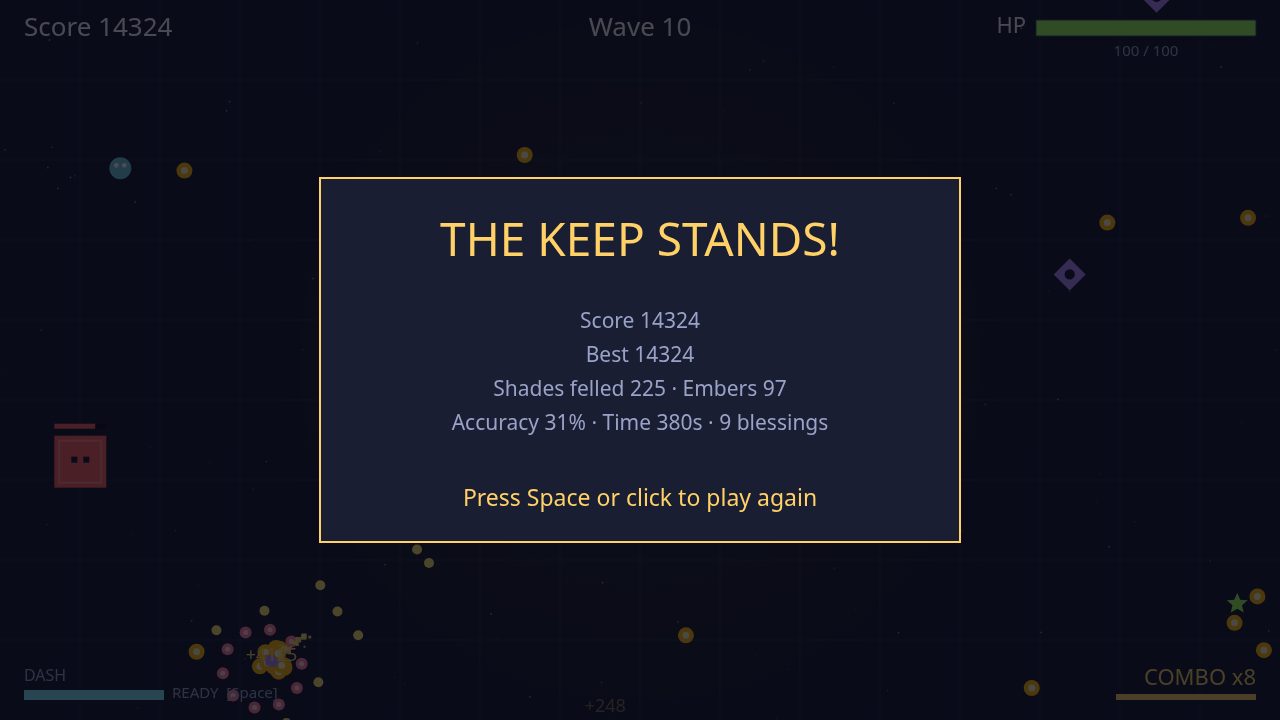 Score 14324
Wave 10
HP
100 / 100
THE KEEP STANDS!
Score 14324
Best 14324
Shades felled 225 · Embers 97
Accuracy 31% · Time 380s · 9 blessings
Press Space or click to play again
DASH
READY [Space]
COMBO x8
+248